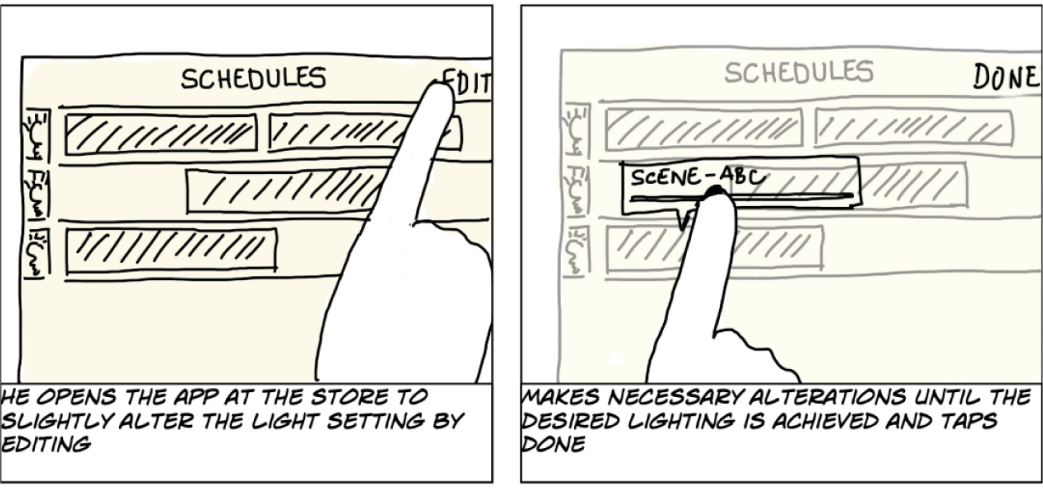 SCHEDULES
EDIT
HE OPENS THE APP AT THE STORE TO
SLIGHTLY ALTER THE LIGHT SETTING BY
EDITING
SCHEDULES
DONE
SCENE-ABC
MAKES NECESSARY ALTERATIONS UNTIL THE
DESIRED LIGHTING IS ACHIEVED AND TAPS
DONE